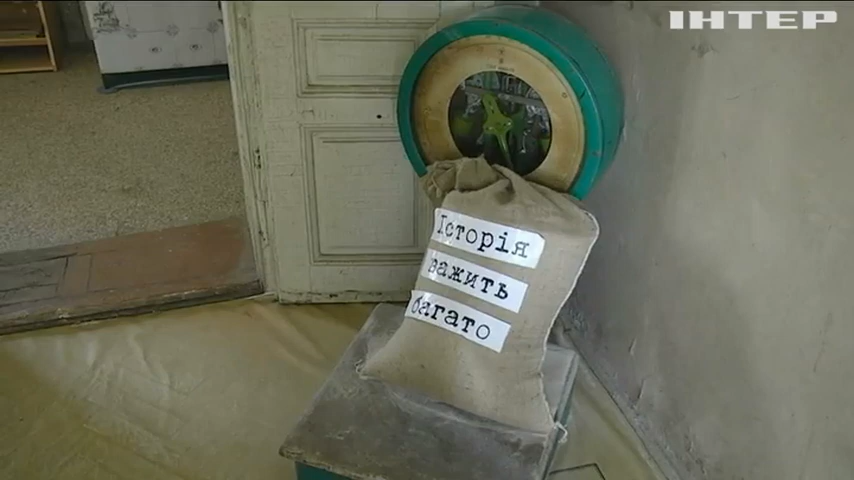 ІНТЕР
Історія
важить
багато